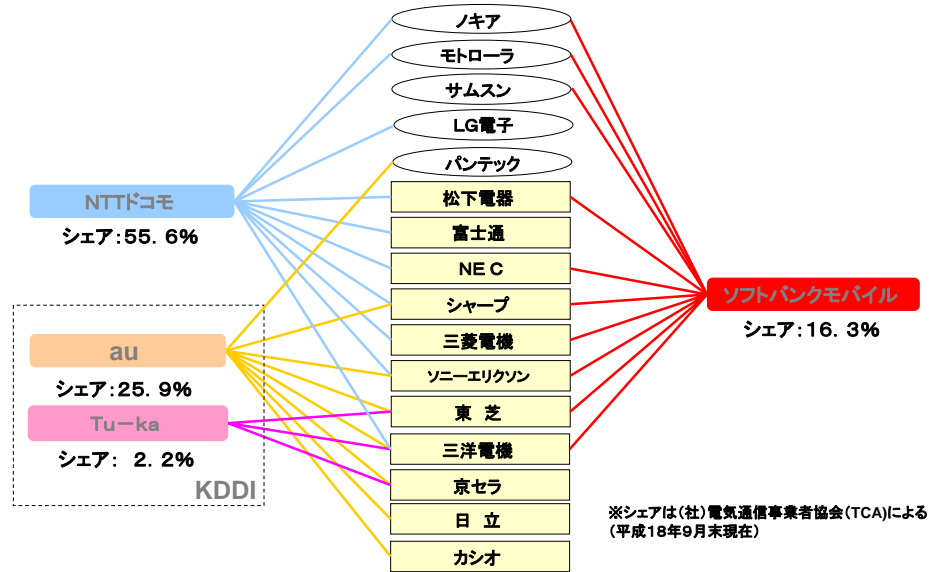 ノキア
モトローラ
サムスン
LG電子
パンテック
松下電器
富士通
NEC
シャープ
三菱電機
ソニーエリクソン
東 芝
三洋電機
京セラ
日 立
カシオ
NTTドコモ
シェア:55.6%
au
シェア:25.9%
Tu-ka
シェア: 2.2%
KDDI
ソフトバンクモバイル
シェア:16.3%
※シェアは(社)電気通信事業者協会(TCA)による
(平成18年9月末現在)